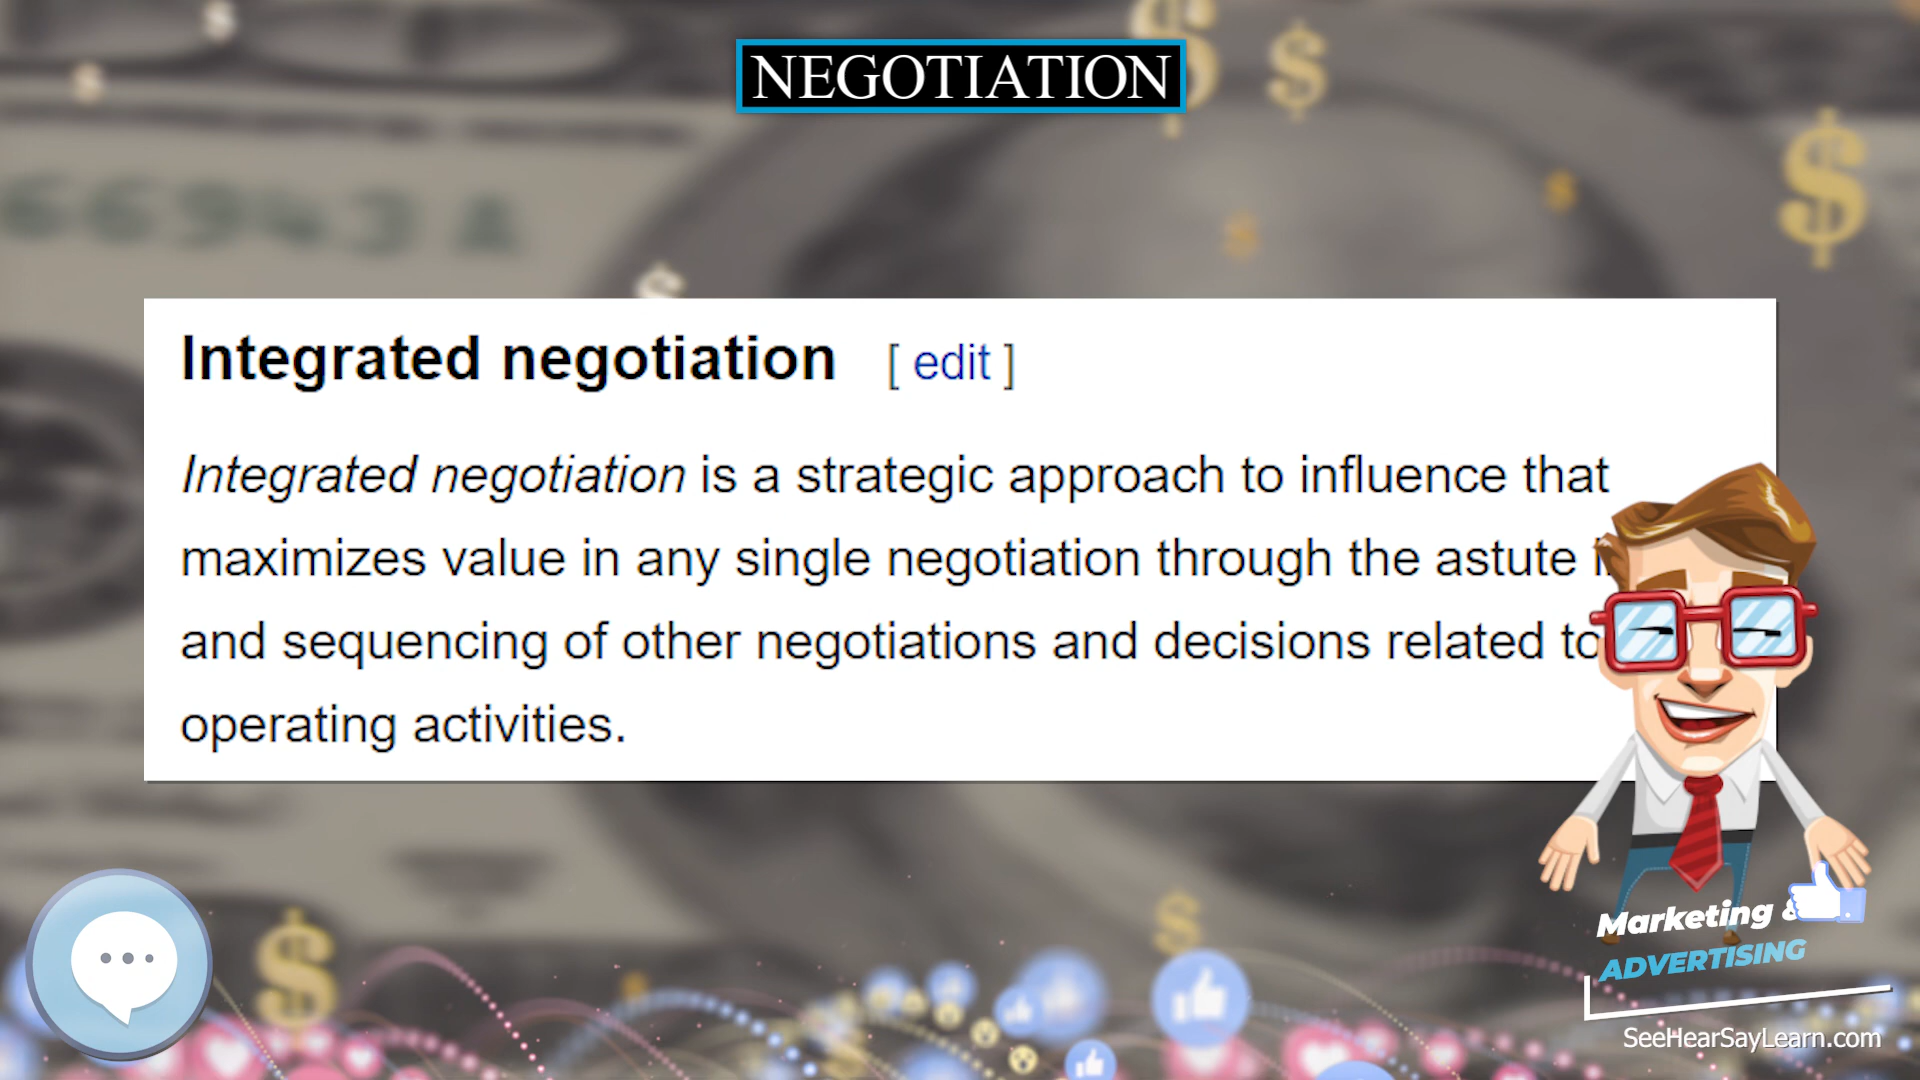 NEGOTIATION
66943 A
Integrated negotiation [ edit ]
Integrated negotiation is a strategic approach to influence that
maximizes value in any single negotiation through the astute
and sequencing of other negotiations and decisions related to
operating activities.
Marketing &
ADVERTISING
SeeHearSayLearn.com